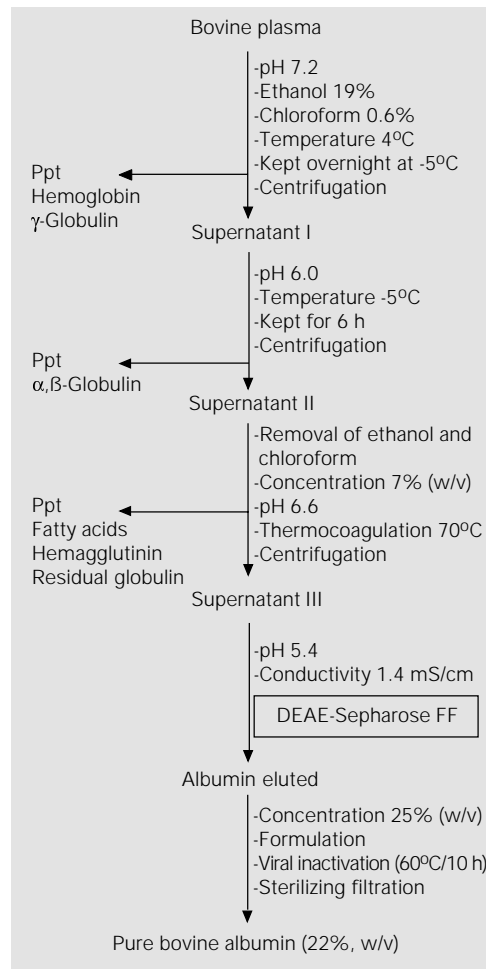 Bovine plasma
-pH 7.2
-Ethanol 19%
-Chloroform 0.6%
-Temperature 4ºC
-Kept overnight at -5ºC
-Centrifugation
Ppt
Hemoglobin
γ-Globulin
Supernatant I
-pH 6.0
-Temperature -5ºC
-Kept for 6 h
-Centrifugation
Ppt
α,ß-Globulin
Supernatant II
-Removal of ethanol and
chloroform
-Concentration 7% (w/v)
-pH 6.6
-Thermocoagulation 70ºC
-Centrifugation
Ppt
Fatty acids
Hemagglutinin
Residual globulin
Supernatant III
-pH 5.4
-Conductivity 1.4 mS/cm
DEAE-Sepharose FF
Albumin eluted
-Concentration 25% (w/v)
-Formulation
-Viral inactivation (60ºC/10 h)
-Sterilizing filtration
Pure bovine albumin (22%, w/v)